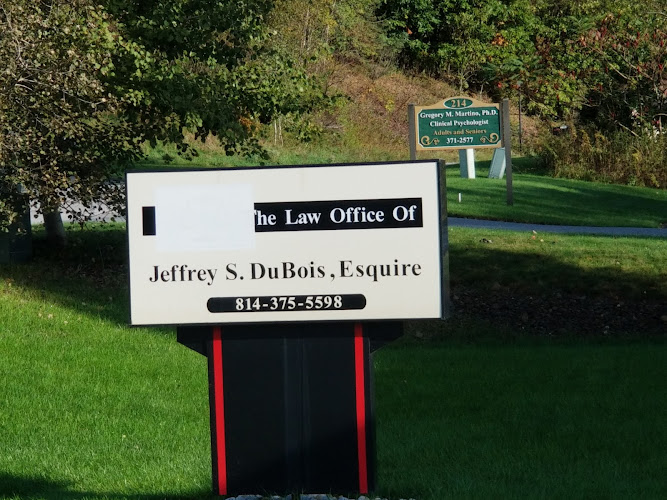 214
Gregory M. Martino, Ph.D.
Clinical Psychologist
Adults and Seniors
371-2577
The Law Office Of
Jeffrey S. DuBois, Esquire
814-375-5598